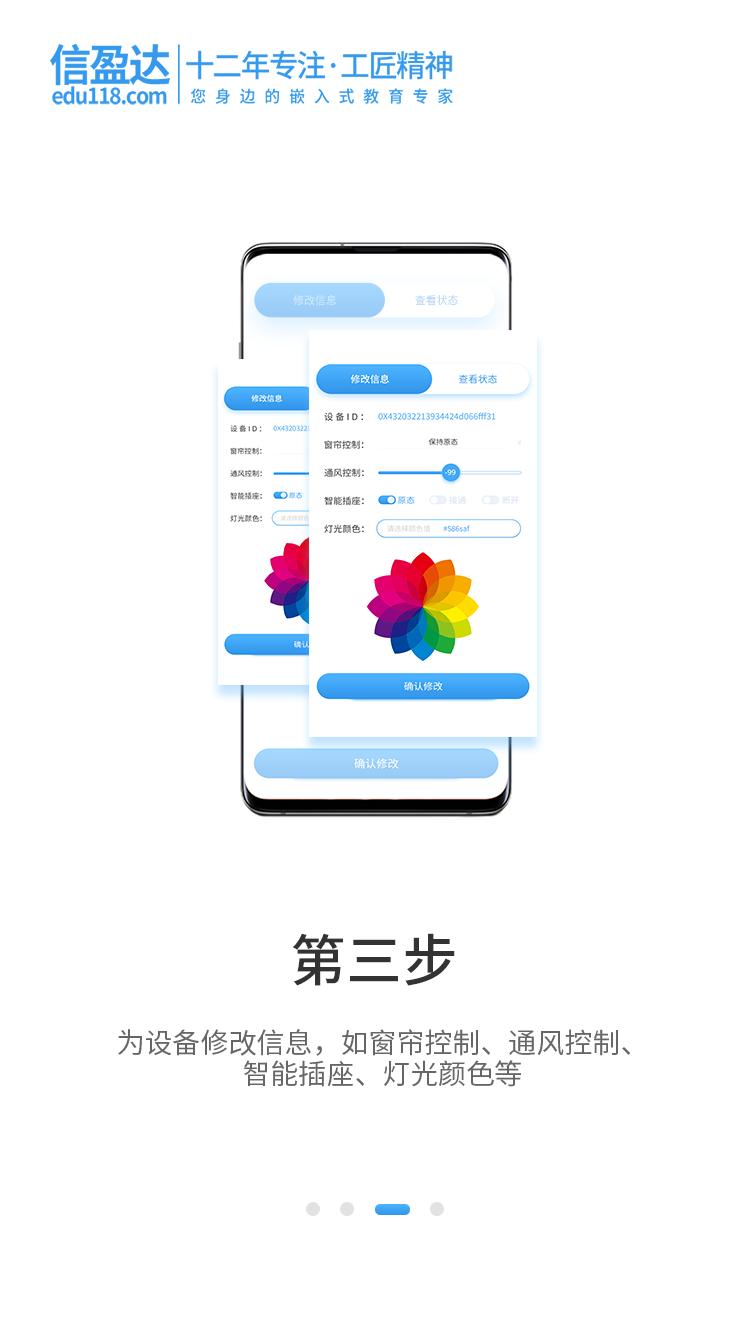 信盈达
edu118.com
十二年专注·工匠精神
您身边的嵌入式教育专家
修改信息
查看状态
修改信息
设备ID：
0X4320322
窗帘控制：
通风控制：
智能插座：
原态
灯光颜色：
确认
修改信息
查看状态
设备ID：
0X432032213934424d066fff31
窗帘控制：
保持原态
通风控制：
-99
智能插座：
原态
接通
断开
灯光颜色：
请选择颜色值
#586saf
确认修改
确认修改
第三步
为设备修改信息，如窗帘控制、通风控制、
智能插座、灯光颜色等